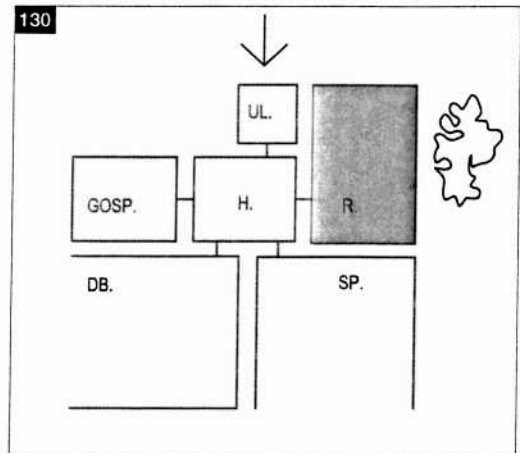 130
UL.
GOSP.
H.
R.
DB.
SP.